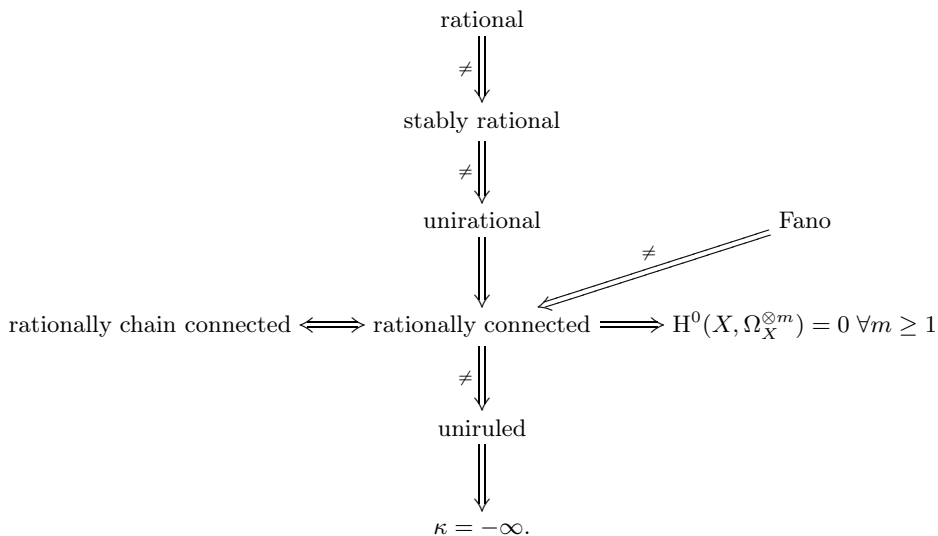 rational
≠
stably rational
≠
unirational Fano
≠
rationally chain connected ⟺ rationally connected ⟹ H⁰(X, Ω_X^{⊗m}) = 0 ∀m ≥ 1
≠
uniruled
κ = −∞.